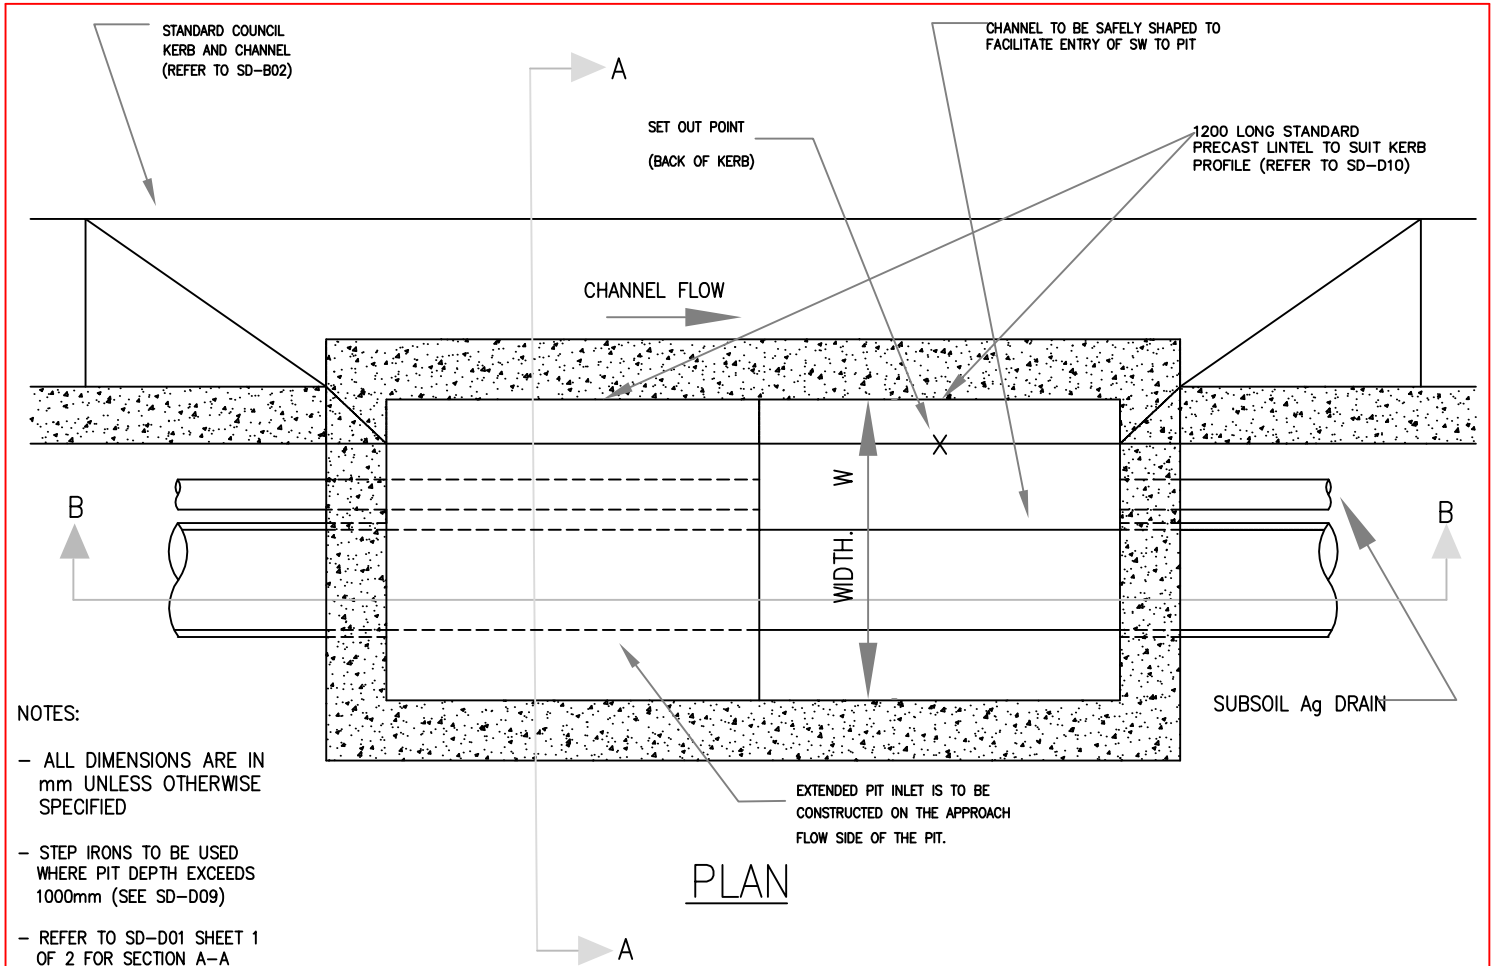 STANDARD COUNCIL
KERB AND CHANNEL
(REFER TO SD-B02)
A
CHANNEL TO BE SAFELY SHAPED TO
FACILITATE ENTRY OF SW TO PIT
SET OUT POINT
(BACK OF KERB)
1200 LONG STANDARD
PRECAST LINTEL TO SUIT KERB
PROFILE (REFER TO SD-D10)
CHANNEL FLOW
X
WIDTH. W
B
B
SUBSOIL Ag DRAIN
NOTES:
- ALL DIMENSIONS ARE IN
mm UNLESS OTHERWISE
SPECIFIED
- STEP IRONS TO BE USED
WHERE PIT DEPTH EXCEEDS
1000mm (SEE SD-D09)
- REFER TO SD-D01 SHEET 1
OF 2 FOR SECTION A-A
EXTENDED PIT INLET IS TO BE
CONSTRUCTED ON THE APPROACH
FLOW SIDE OF THE PIT.
PLAN
A